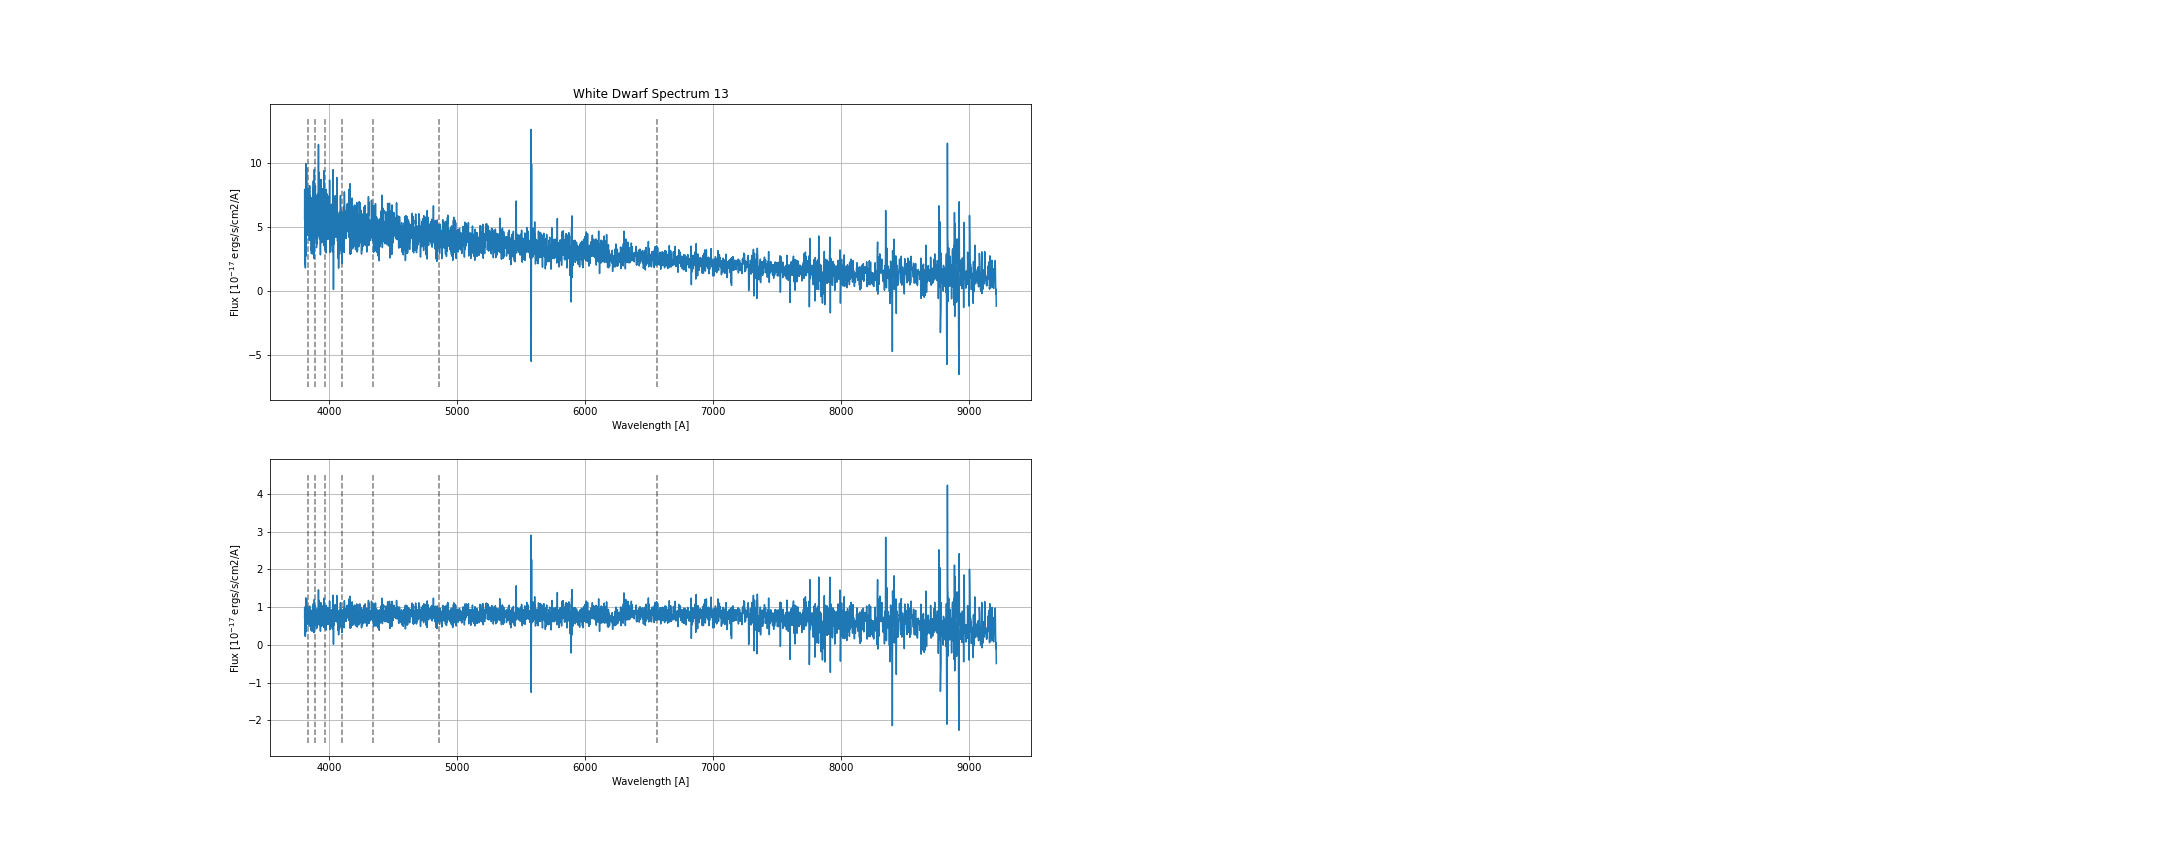 White Dwarf Spectrum 13
10
5
0
−5
Flux [10⁻¹⁷ ergs/s/cm2/A]
4000 5000 6000 7000 8000 9000
Wavelength [A]
4
3
2
1
0
−1
−2
Flux [10⁻¹⁷ ergs/s/cm2/A]
4000 5000 6000 7000 8000 9000
Wavelength [A]